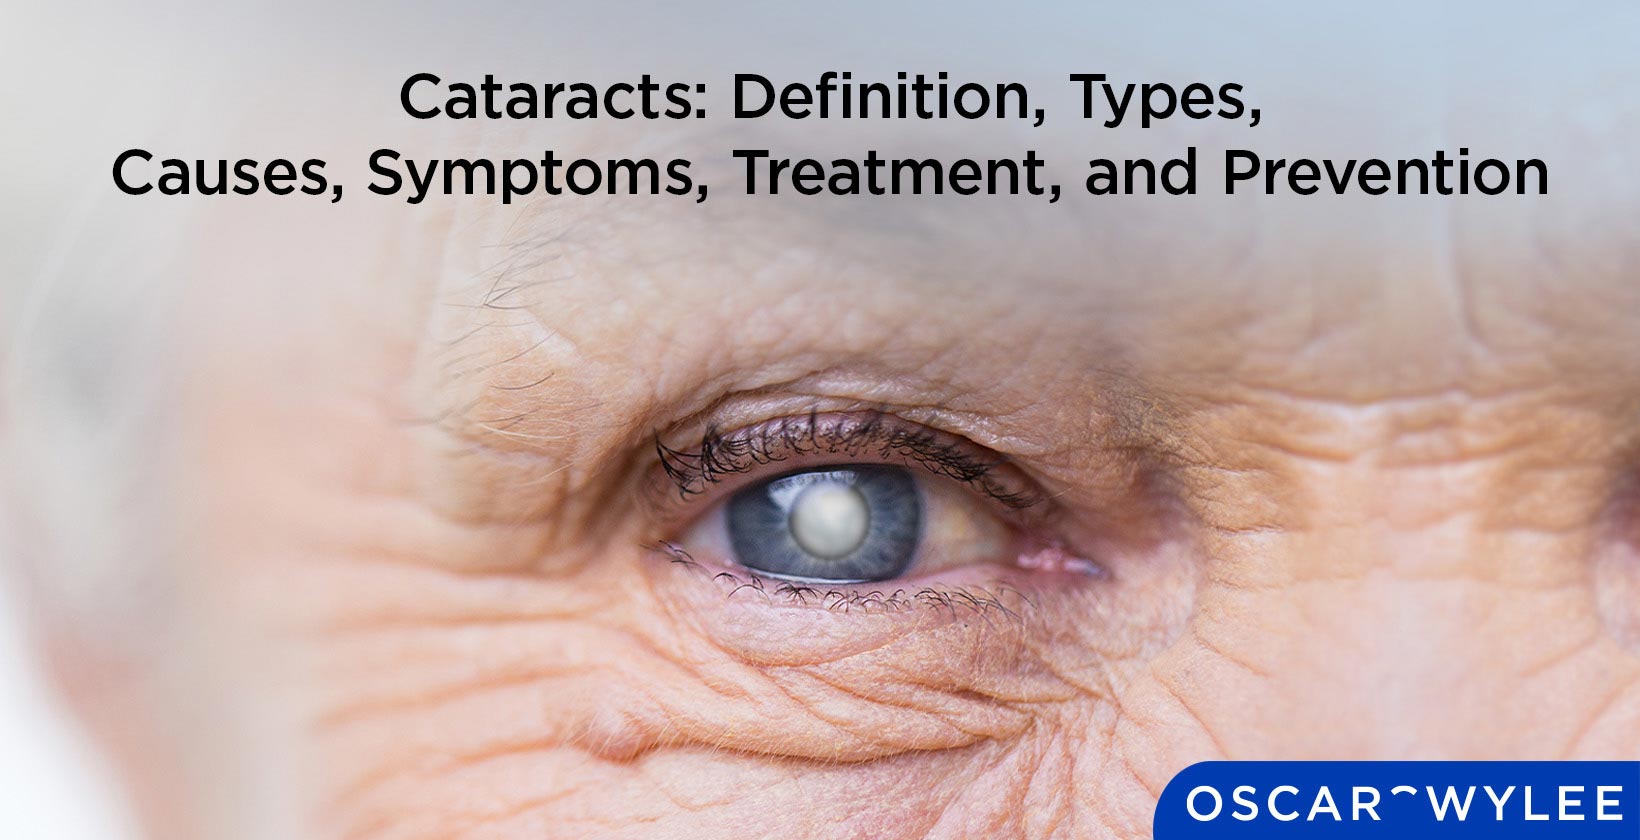 Cataracts: Definition, Types,
Causes, Symptoms, Treatment, and Prevention
OSCAR WYLEE